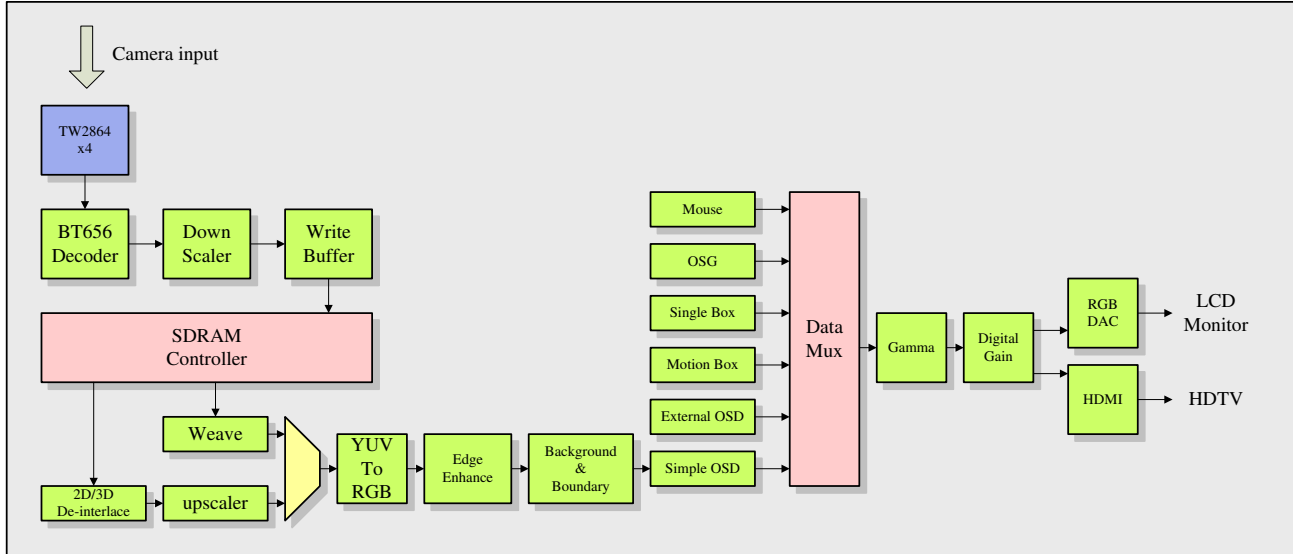 Camera input
TW2864
x4
BT656
Decoder
Down
Scaler
Write
Buffer
SDRAM
Controller
Weave
2D/3D
De-interlace
upscaler
YUV
To
RGB
Edge
Enhance
Background
&
Boundary
Mouse
OSG
Single Box
Motion Box
External OSD
Simple OSD
Data
Mux
Gamma
Digital
Gain
RGB
DAC
HDMI
LCD
Monitor
HDTV